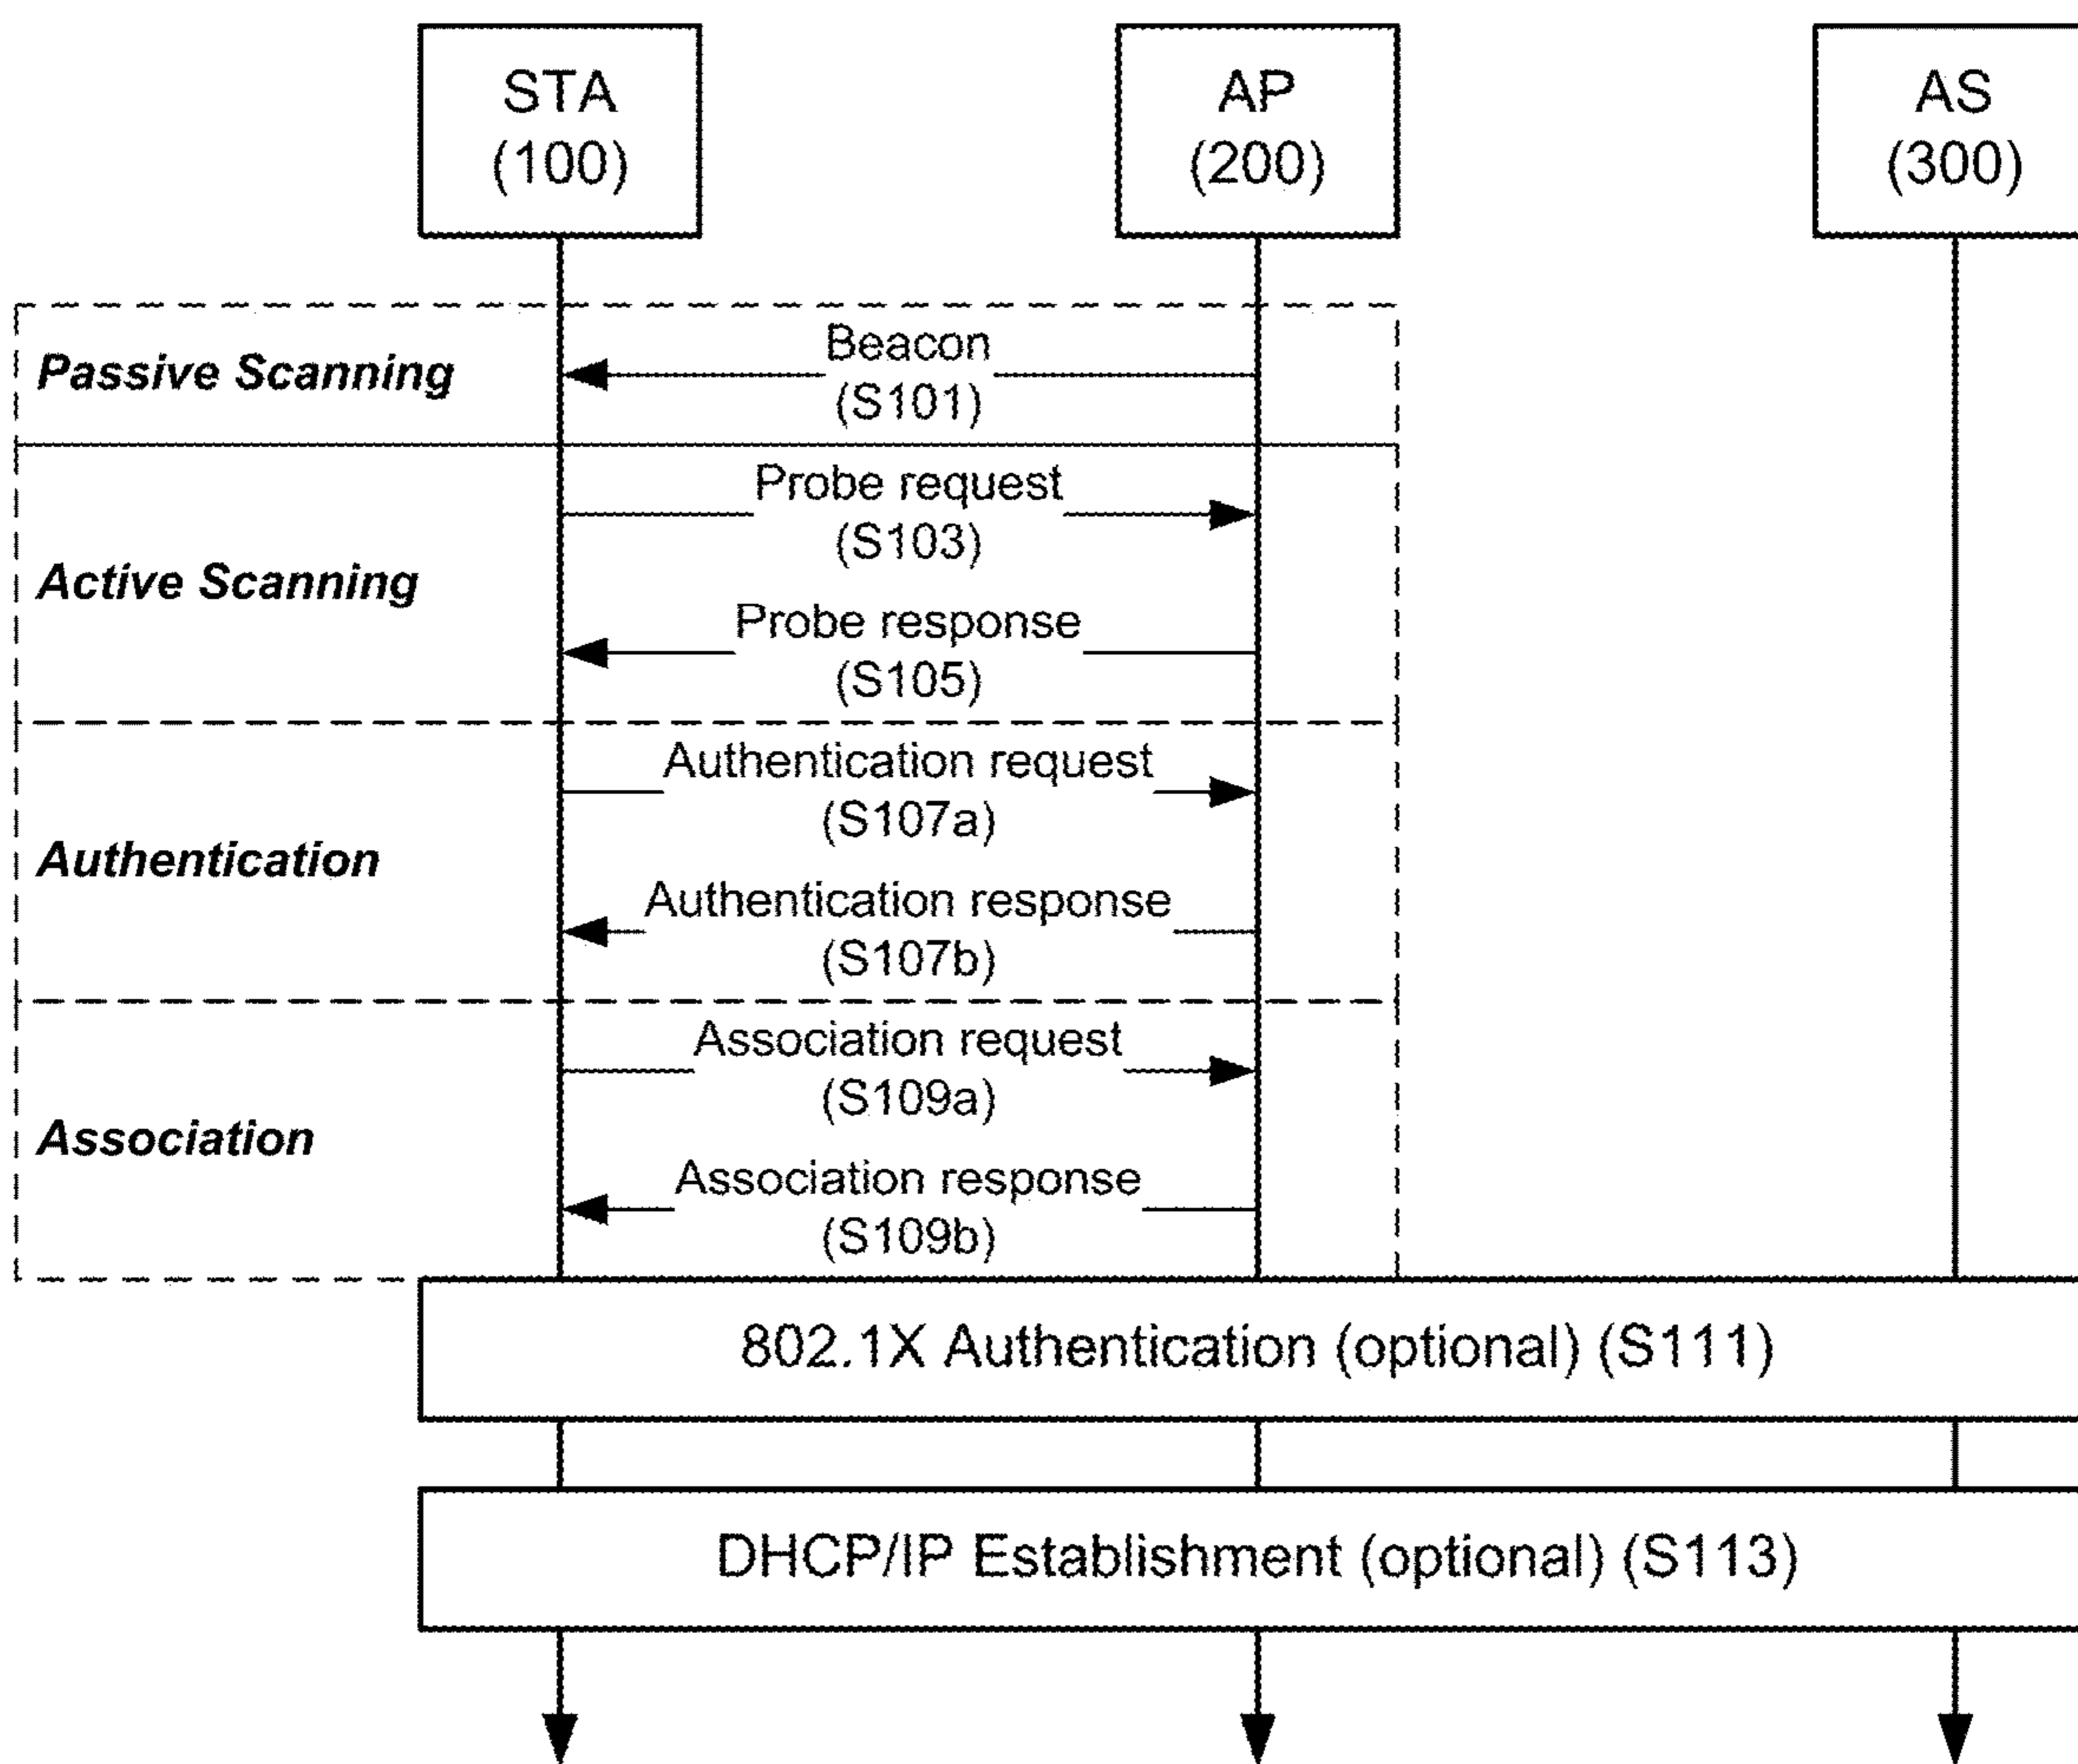 STA
(100)
AP
(200)
AS
(300)
Passive Scanning
Beacon
(S101)
Active Scanning
Probe request
(S103)
Probe response
(S105)
Authentication
Authentication request
(S107a)
Authentication response
(S107b)
Association
Association request
(S109a)
Association response
(S109b)
802.1X Authentication (optional) (S111)
DHCP/IP Establishment (optional) (S113)